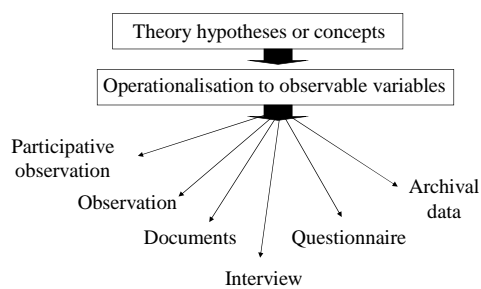 Theory hypotheses or concepts
Operationalisation to observable variables
Participative
observation
Observation
Documents
Interview
Questionnaire
Archival
data